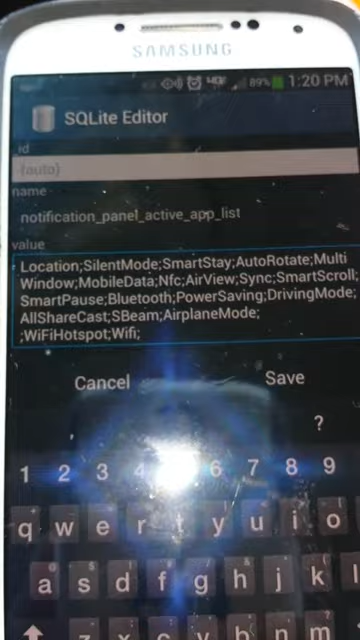 SAMSUNG
89% 1:20 PM
SQLite Editor
_id
(auto)
name
notification_panel_active_app_list
value
Location;SilentMode;SmartStay;AutoRotate;Multi
Window;MobileData;Nfc;AirView;Sync;SmartScroll;
SmartPause;Bluetooth;PowerSaving;DrivingMode;
AllShareCast;SBeam;AirplaneMode;
;WiFiHotspot;Wifi;
Cancel Save
, ?
1 2 3 4 6 7 8 9
q w e r t y u i o
a s d f g h j k l
z x c v b n m